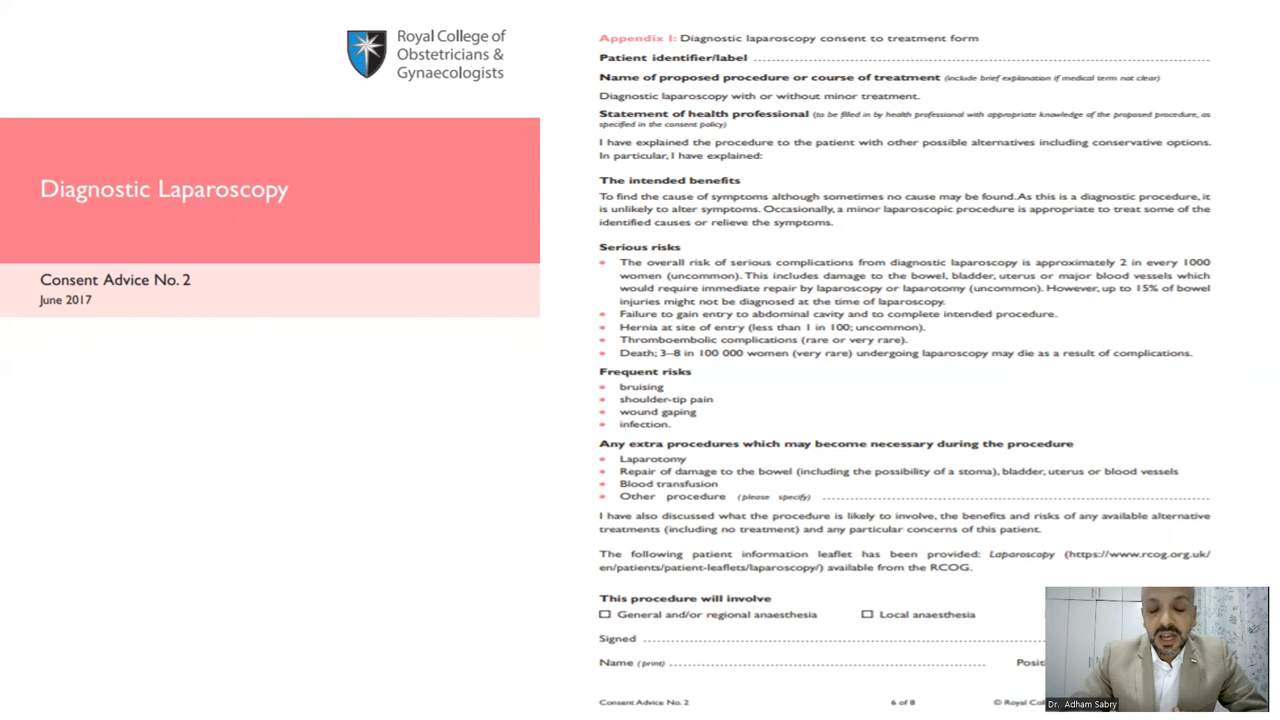 Royal College of
Obstetricians &
Gynaecologists
Diagnostic Laparoscopy
Consent Advice No. 2
June 2017
Appendix I: Diagnostic laparoscopy consent to treatment form
Patient identifier/label
Name of proposed procedure or course of treatment (include brief explanation if medical term not clear)
Diagnostic laparoscopy with or without minor treatment.
Statement of health professional (to be filled in by health professional with appropriate knowledge of the proposed procedure, as
specified in the consent policy)
I have explained the procedure to the patient with other possible alternatives including conservative options.
In particular, I have explained:
The intended benefits
To find the cause of symptoms although sometimes no cause may be found. As this is a diagnostic procedure, it
is unlikely to alter symptoms. Occasionally, a minor laparoscopic procedure is appropriate to treat some of the
identified causes or relieve the symptoms.
Serious risks
• The overall risk of serious complications from diagnostic laparoscopy is approximately 2 in every 1000
women (uncommon). This includes damage to the bowel, bladder, uterus or major blood vessels which
would require immediate repair by laparoscopy or laparotomy (uncommon). However, up to 15% of bowel
injuries might not be diagnosed at the time of laparoscopy.
• Failure to gain entry to abdominal cavity and to complete intended procedure.
• Hernia at site of entry (less than 1 in 100; uncommon).
• Thromboembolic complications (rare or very rare).
• Death; 3–8 in 100 000 women (very rare) undergoing laparoscopy may die as a result of complications.
Frequent risks
• bruising
• shoulder-tip pain
• wound gaping
• infection.
Any extra procedures which may become necessary during the procedure
• Laparotomy
• Repair of damage to the bowel (including the possibility of a stoma), bladder, uterus or blood vessels
• Blood transfusion
• Other procedure (please specify)
I have also discussed what the procedure is likely to involve, the benefits and risks of any available alternative
treatments (including no treatment) and any particular concerns of this patient.
The following patient information leaflet has been provided: Laparoscopy (https://www.rcog.org.uk/
en/patients/patient-leaflets/laparoscopy/) available from the RCOG.
This procedure will involve
General and/or regional anaesthesia Local anaesthesia
Signed
Name (print) Posit
Consent Advice No. 2 6 of 8 © Royal Col
Dr. Adham Sabry